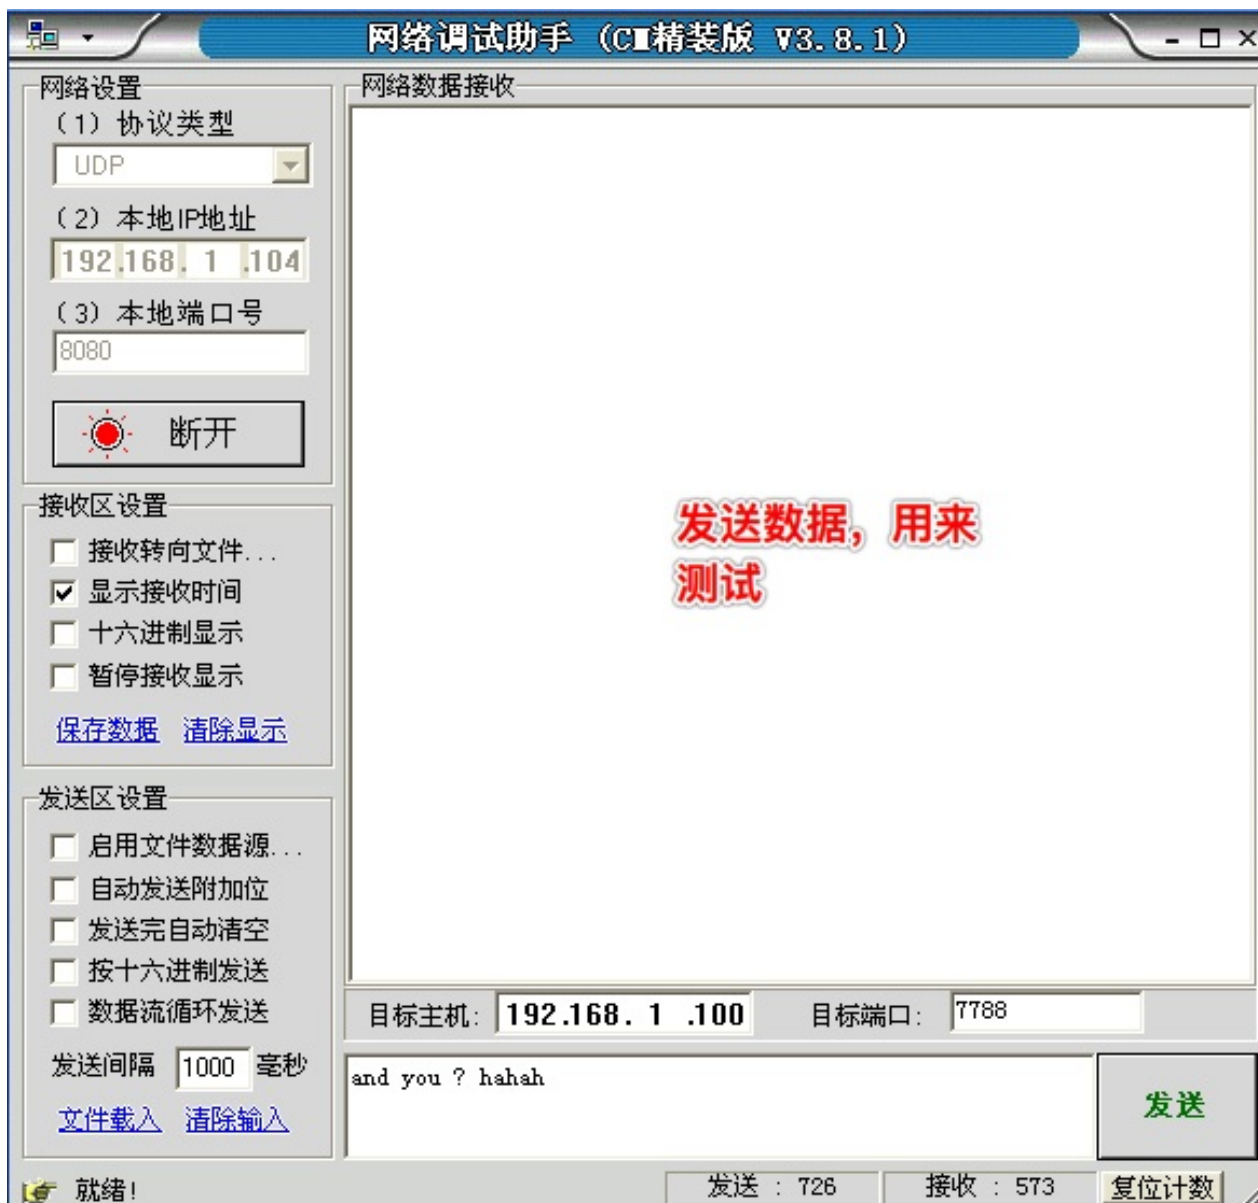 网络调试助手 (CⅢ精装版 V3.8.1)
网络设置
(1) 协议类型
UDP
(2) 本地IP地址
192.168. 1 .104
(3) 本地端口号
8080
断开
接收区设置
接收转向文件...
显示接收时间
十六进制显示
暂停接收显示
保存数据 清除显示
发送区设置
启用文件数据源...
自动发送附加位
发送完自动清空
按十六进制发送
数据流循环发送
发送间隔 1000 毫秒
文件载入 清除输入
网络数据接收
发送数据，用来
测试
目标主机: 192.168. 1 .100 目标端口: 7788
and you ? hahah
发送
就绪!
发送 : 726 接收 : 573 复位计数